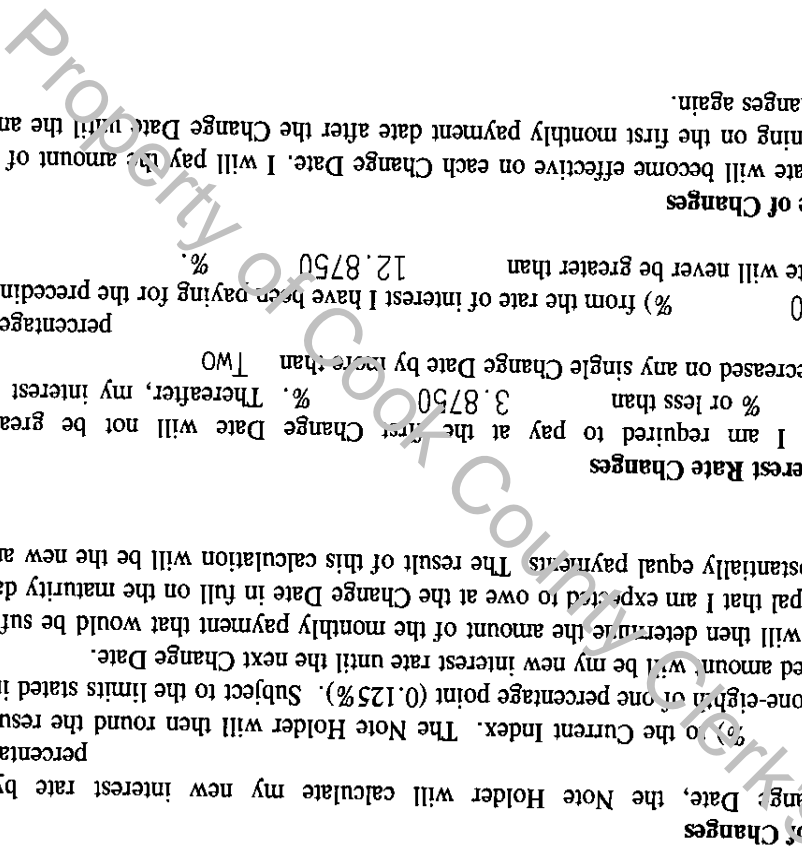 of Changes
ange Date, the Note Holder will calculate my new interest rate by
percenta
%) to the Current Index. The Note Holder will then round the resu
one-eighth of one percentage point (0.125%). Subject to the limits stated i
ed amount will be my new interest rate until the next Change Date.
will then determine the amount of the monthly payment that would be suf
pal that I am expected to owe at the Change Date in full on the maturity da
ostantially equal payments. The result of this calculation will be the new a
erest Rate Changes
I am required to pay at the first Change Date will not be grea
% or less than 3.8750 %. Thereafter, my interest
ecreased on any single Change Date by more than TWO
percentage
0 %) from the rate of interest I have been paying for the preceding
te will never be greater than 12.8750 %.
e of Changes
ate will become effective on each Change Date. I will pay the amount of
ning on the first monthly payment date after the Change Date until the am
anges again.
Property of Cook County Clerk's